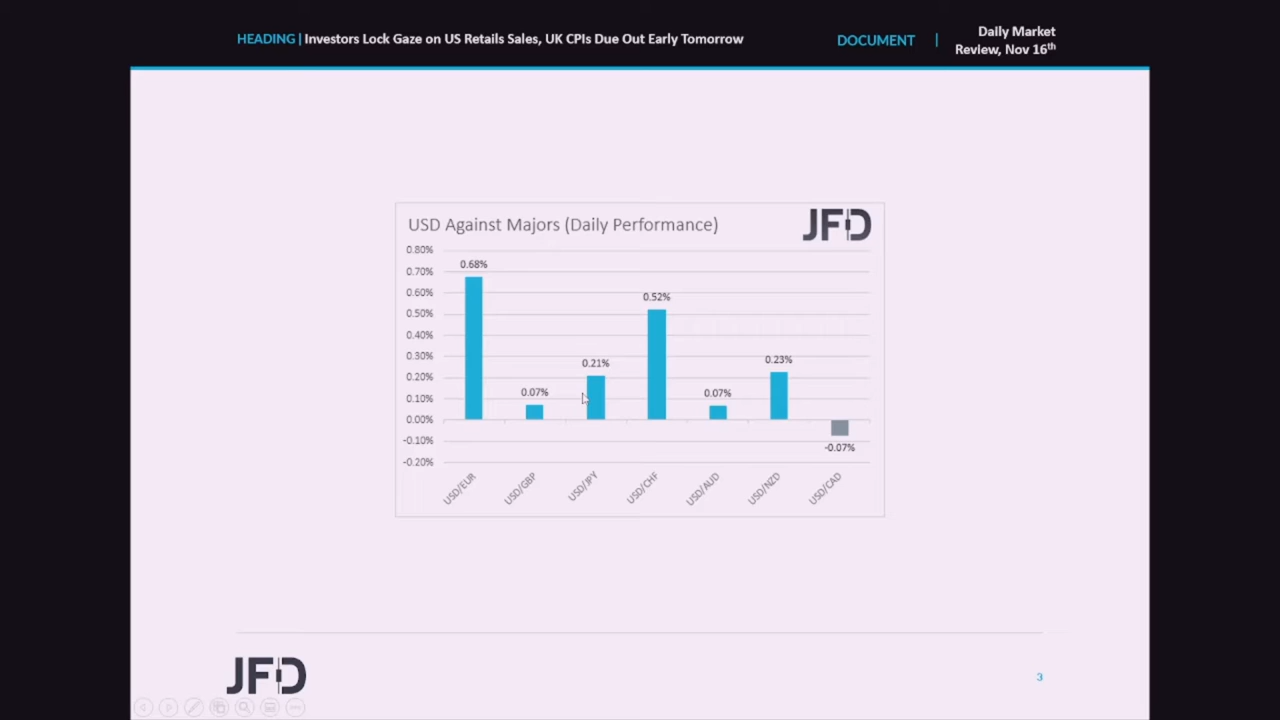 HEADING | Investors Lock Gaze on US Retails Sales, UK CPIs Due Out Early Tomorrow
DOCUMENT |
Daily Market
Review, Nov 16th
USD Against Majors (Daily Performance)
JFD
0.80%
0.70%
0.60%
0.50%
0.40%
0.30%
0.20%
0.10%
0.00%
-0.10%
-0.20%
0.68%
0.07%
0.21%
0.52%
0.07%
0.23%
-0.07%
USD/EUR
USD/GBP
USD/JPY
USD/CHF
USD/AUD
USD/NZD
USD/CAD
JFD
3